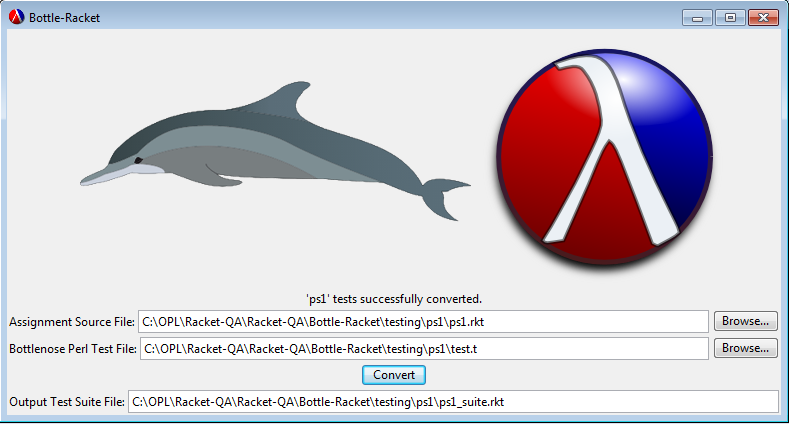 Bottle-Racket
λ
'ps1' tests successfully converted.
Assignment Source File: C:\OPL\Racket-QA\Racket-QA\Bottle-Racket\testing\ps1\ps1.rkt Browse...
Bottlenose Perl Test File: C:\OPL\Racket-QA\Racket-QA\Bottle-Racket\testing\ps1\test.t Browse...
Convert
Output Test Suite File: C:\OPL\Racket-QA\Racket-QA\Bottle-Racket\testing\ps1\ps1_suite.rkt